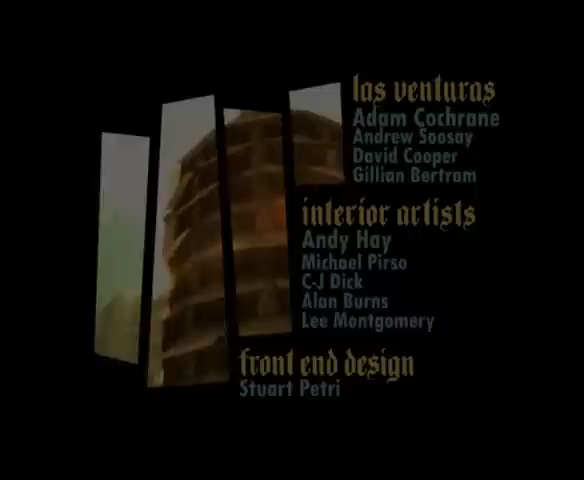 las venturas
Adam Cochrane
Andrew Soosay
David Cooper
Gillian Bertram
interior artists
Andy Hay
Michael Pirso
C-J Dick
Alan Burns
Lee Montgomery
front end design
Stuart Petri